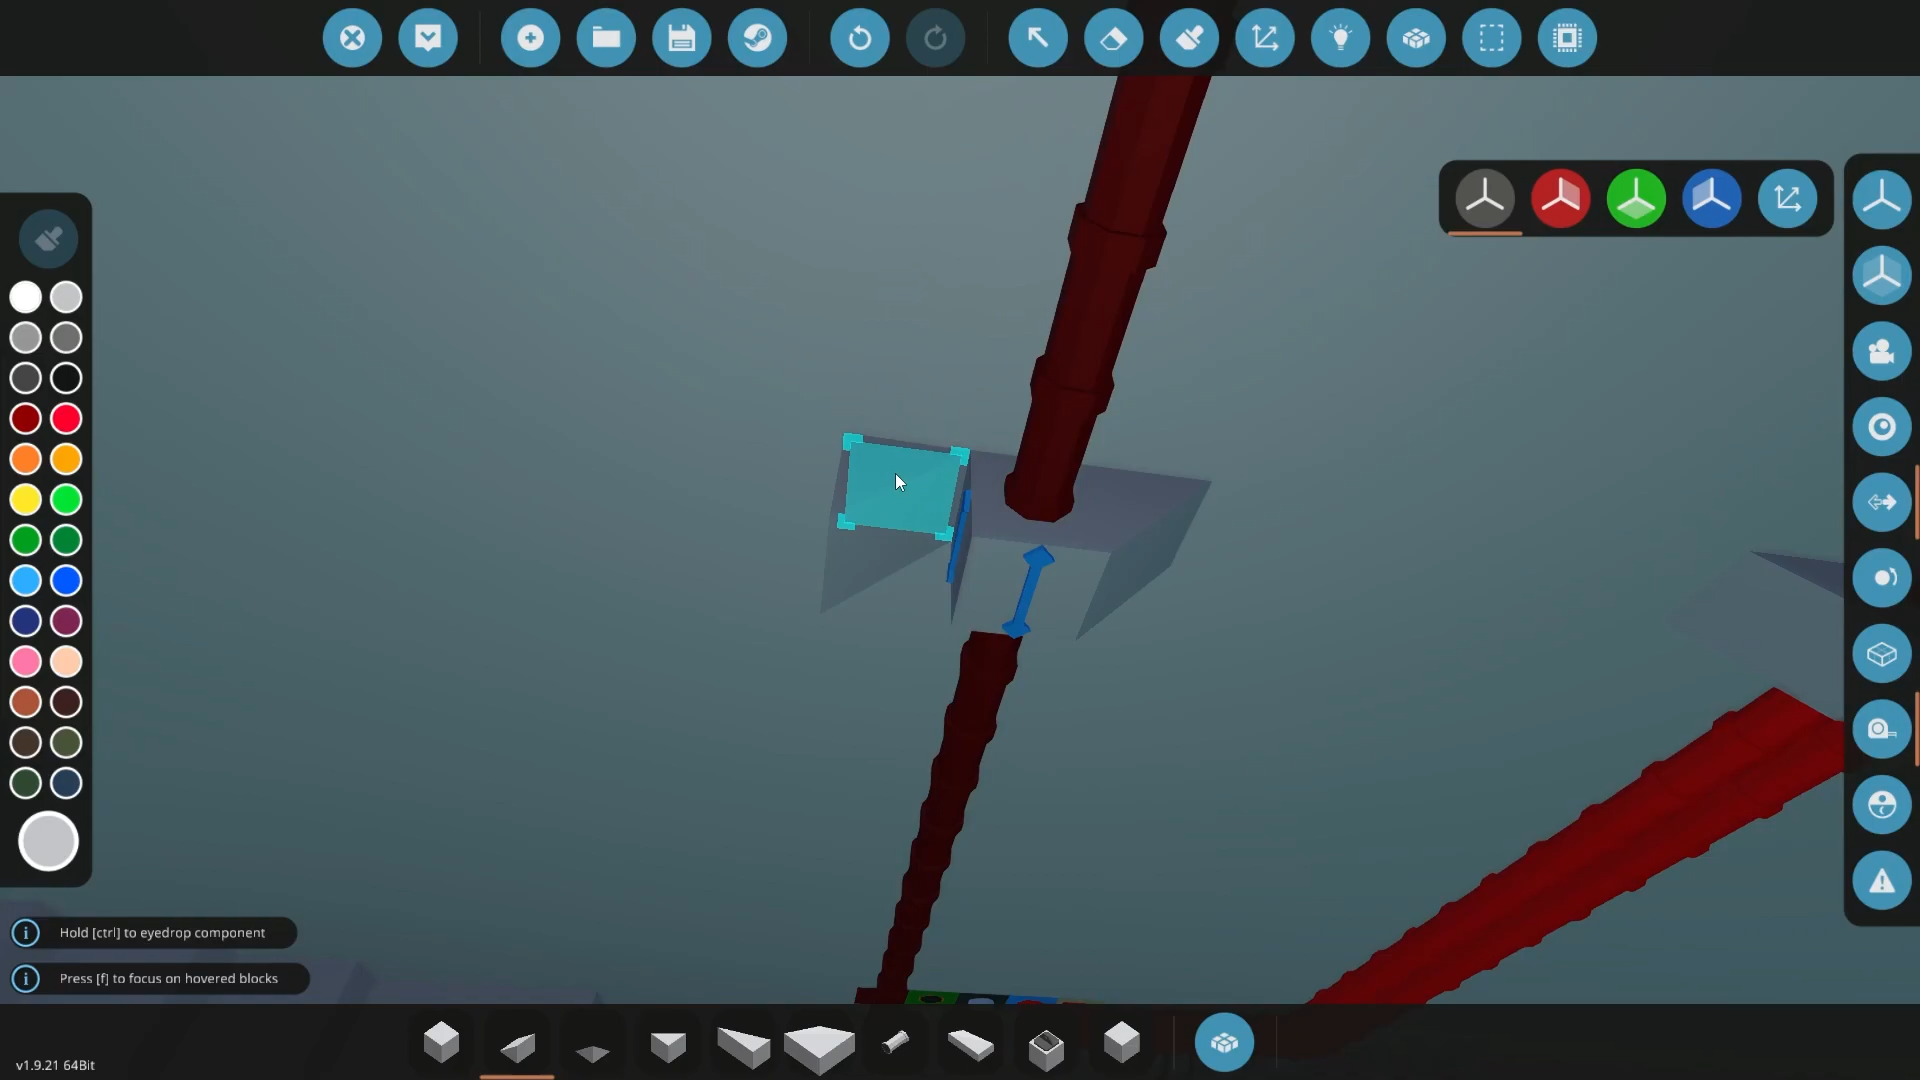 Hold [ctrl] to eyedrop component
Press [f] to focus on hovered blocks
v1.9.21 64Bit